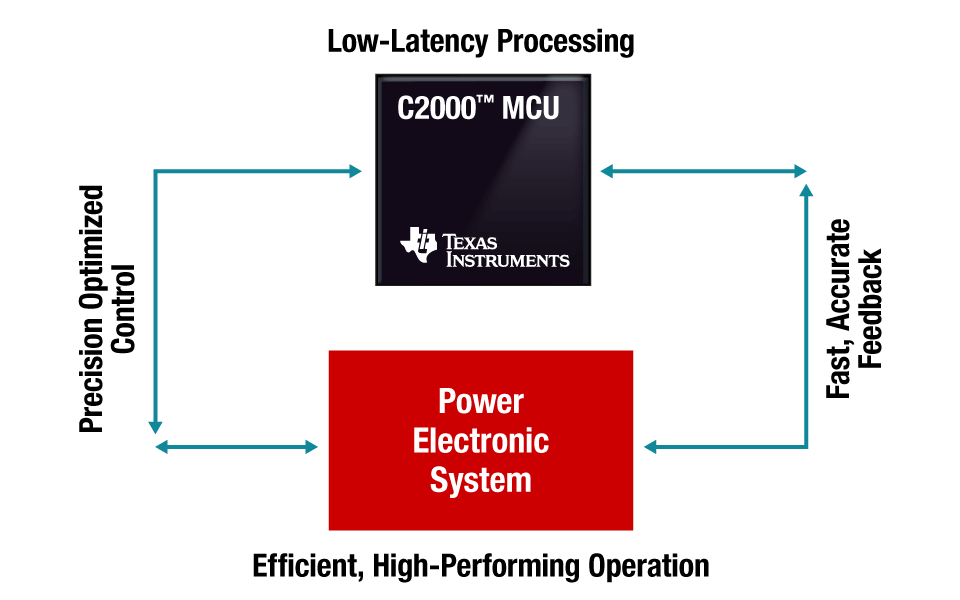 Low-Latency Processing
C2000™ MCU
TEXAS
INSTRUMENTS
Precision Optimized
Control
Fast, Accurate
Feedback
Power
Electronic
System
Efficient, High-Performing Operation